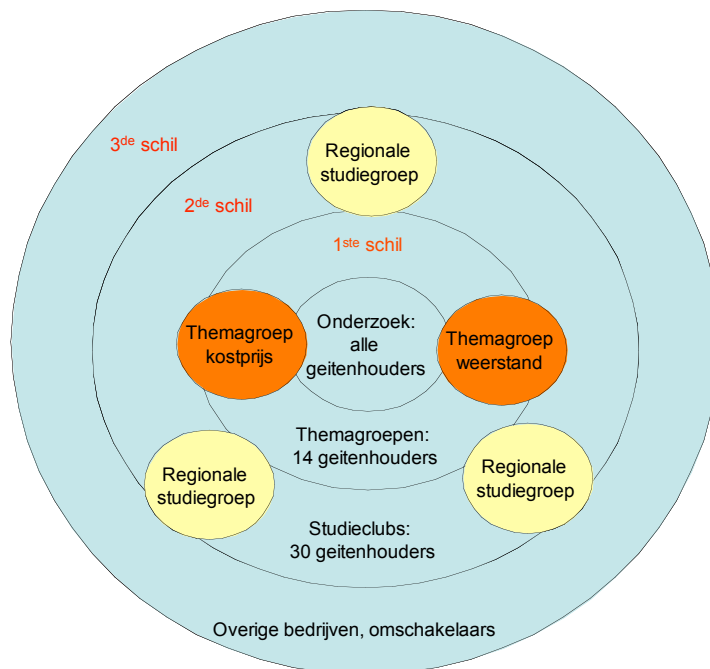 3de schil
Regionale
studiegroep
2de schil
1ste schil
Onderzoek:
alle
geitenhouders
Themagroep
kostprijs
Themagroep
weerstand
Themagroepen:
14 geitenhouders
Regionale
studiegroep
Regionale
studiegroep
Studieclubs:
30 geitenhouders
Overige bedrijven, omschakelaars